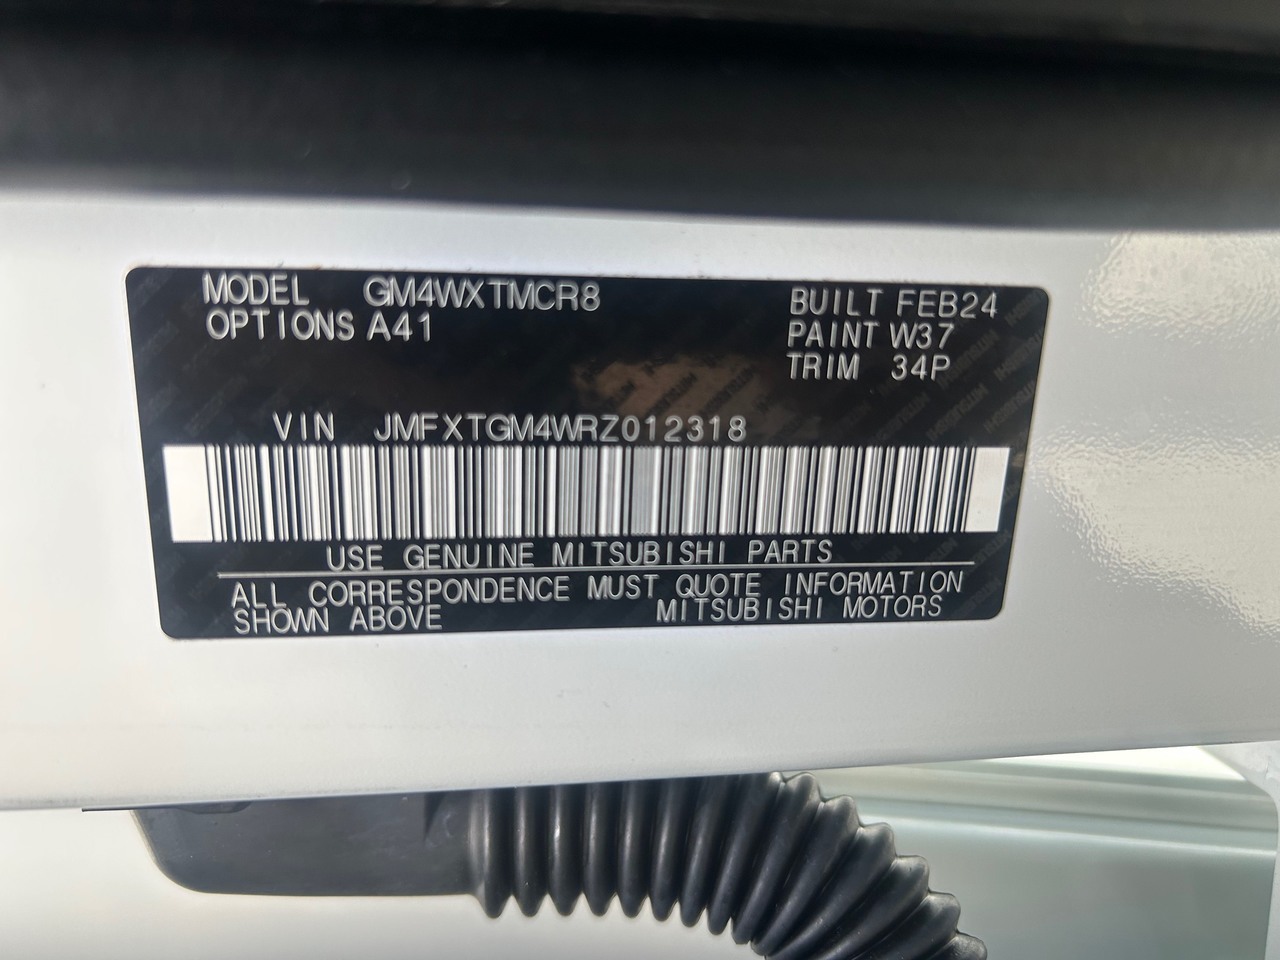 MODEL GM4WXTMCR8 BUILT FEB24
OPTIONS A41 PAINT W37
TRIM 34P
VIN JMFXTGM4WRZ012318
USE GENUINE MITSUBISHI PARTS
ALL CORRESPONDENCE MUST QUOTE INFORMATION
SHOWN ABOVE MITSUBISHI MOTORS